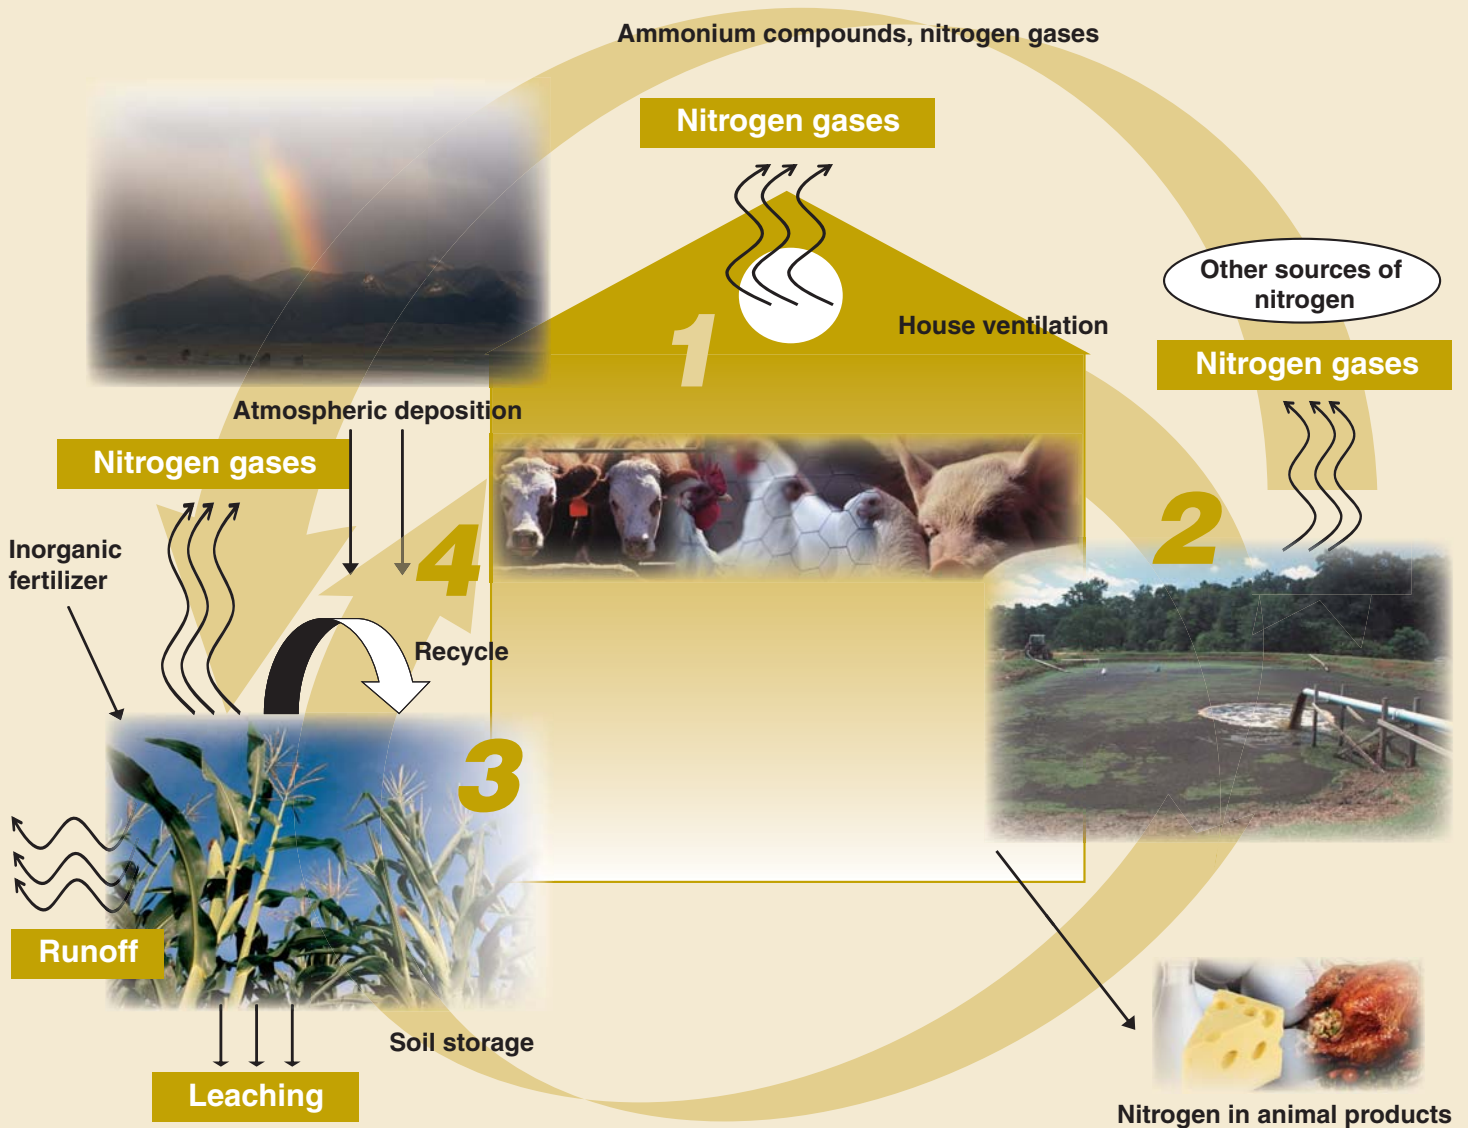 Ammonium compounds, nitrogen gases
Nitrogen gases
Other sources of
nitrogen
House ventilation
1
Nitrogen gases
Atmospheric deposition
Nitrogen gases
2
4
Inorganic
fertilizer
Recycle
3
Runoff
Soil storage
Leaching
Nitrogen in animal products